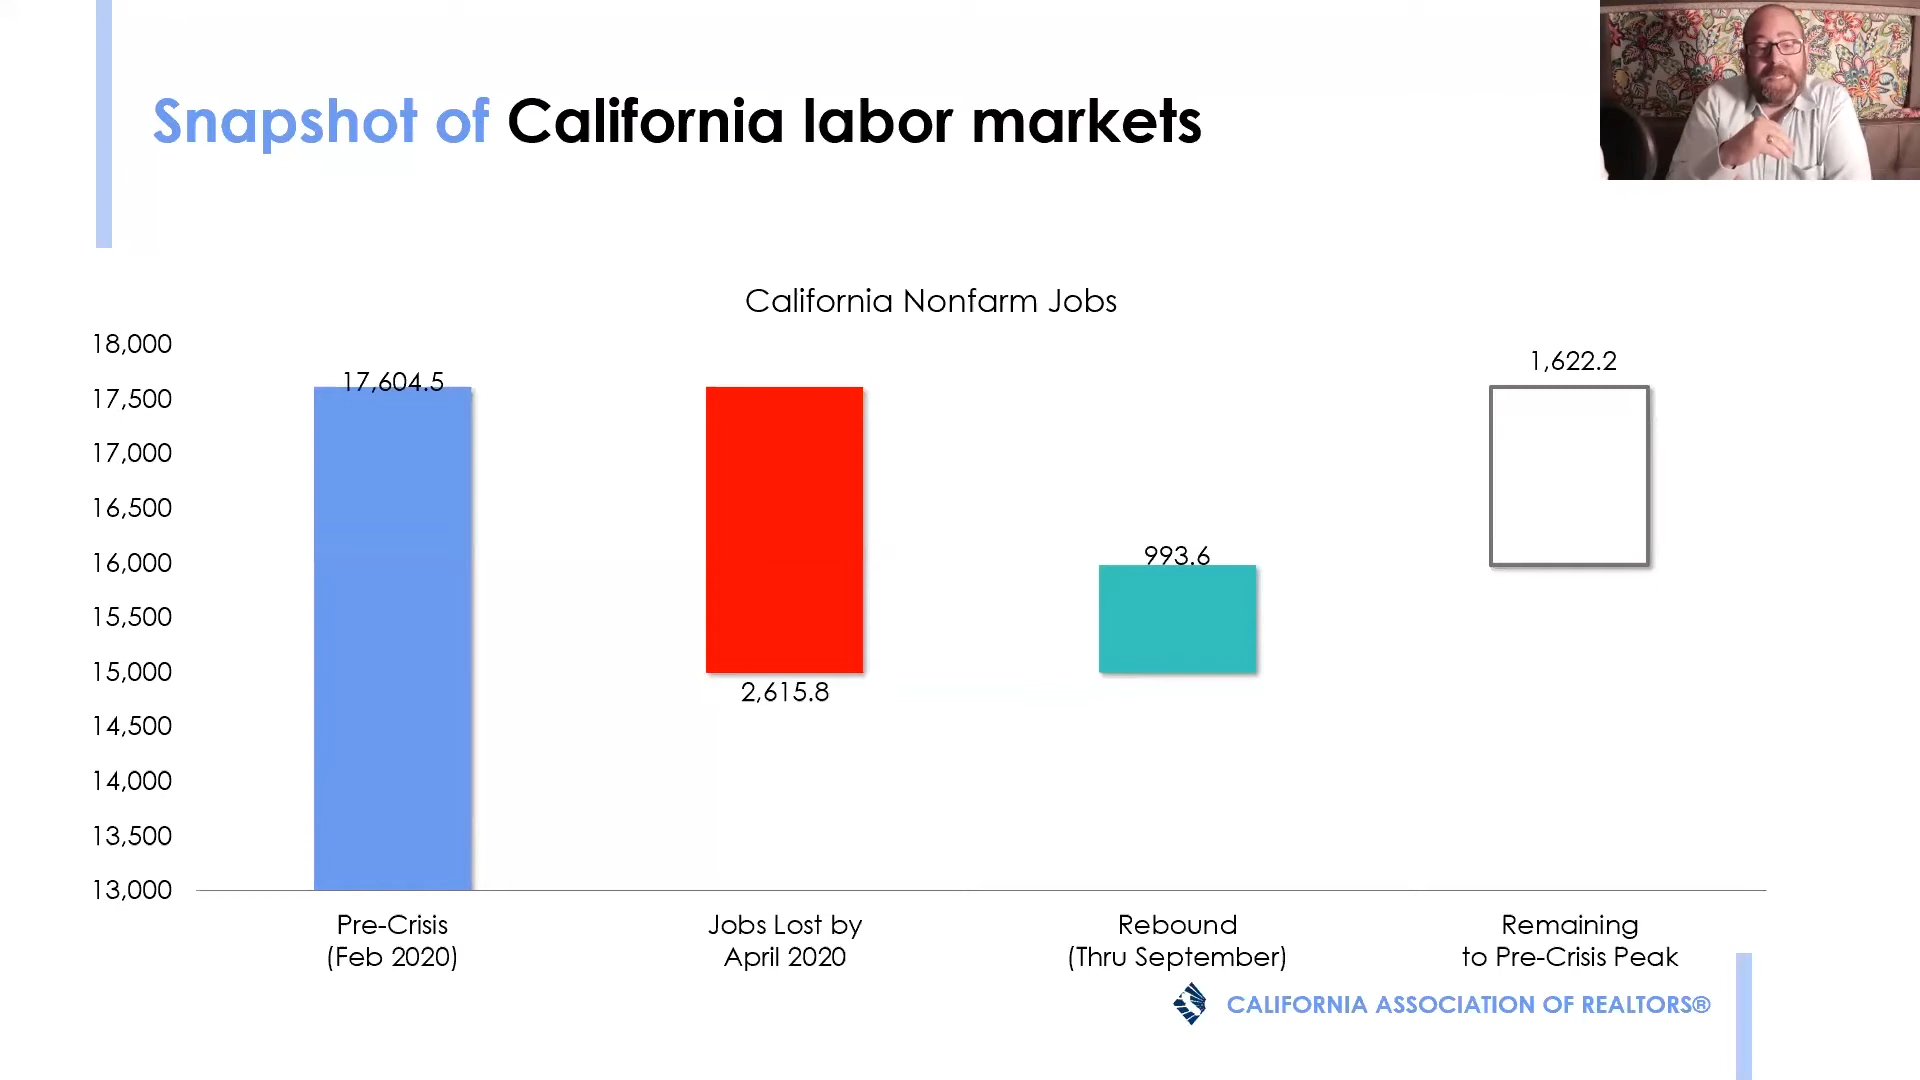 Snapshot of California labor markets
California Nonfarm Jobs
18,000
17,500
17,000
16,500
16,000
15,500
15,000
14,500
14,000
13,500
13,000
17,604.5
2,615.8
993.6
1,622.2
Pre-Crisis
(Feb 2020)
Jobs Lost by
April 2020
Rebound
(Thru September)
Remaining
to Pre-Crisis Peak
CALIFORNIA ASSOCIATION OF REALTORS®